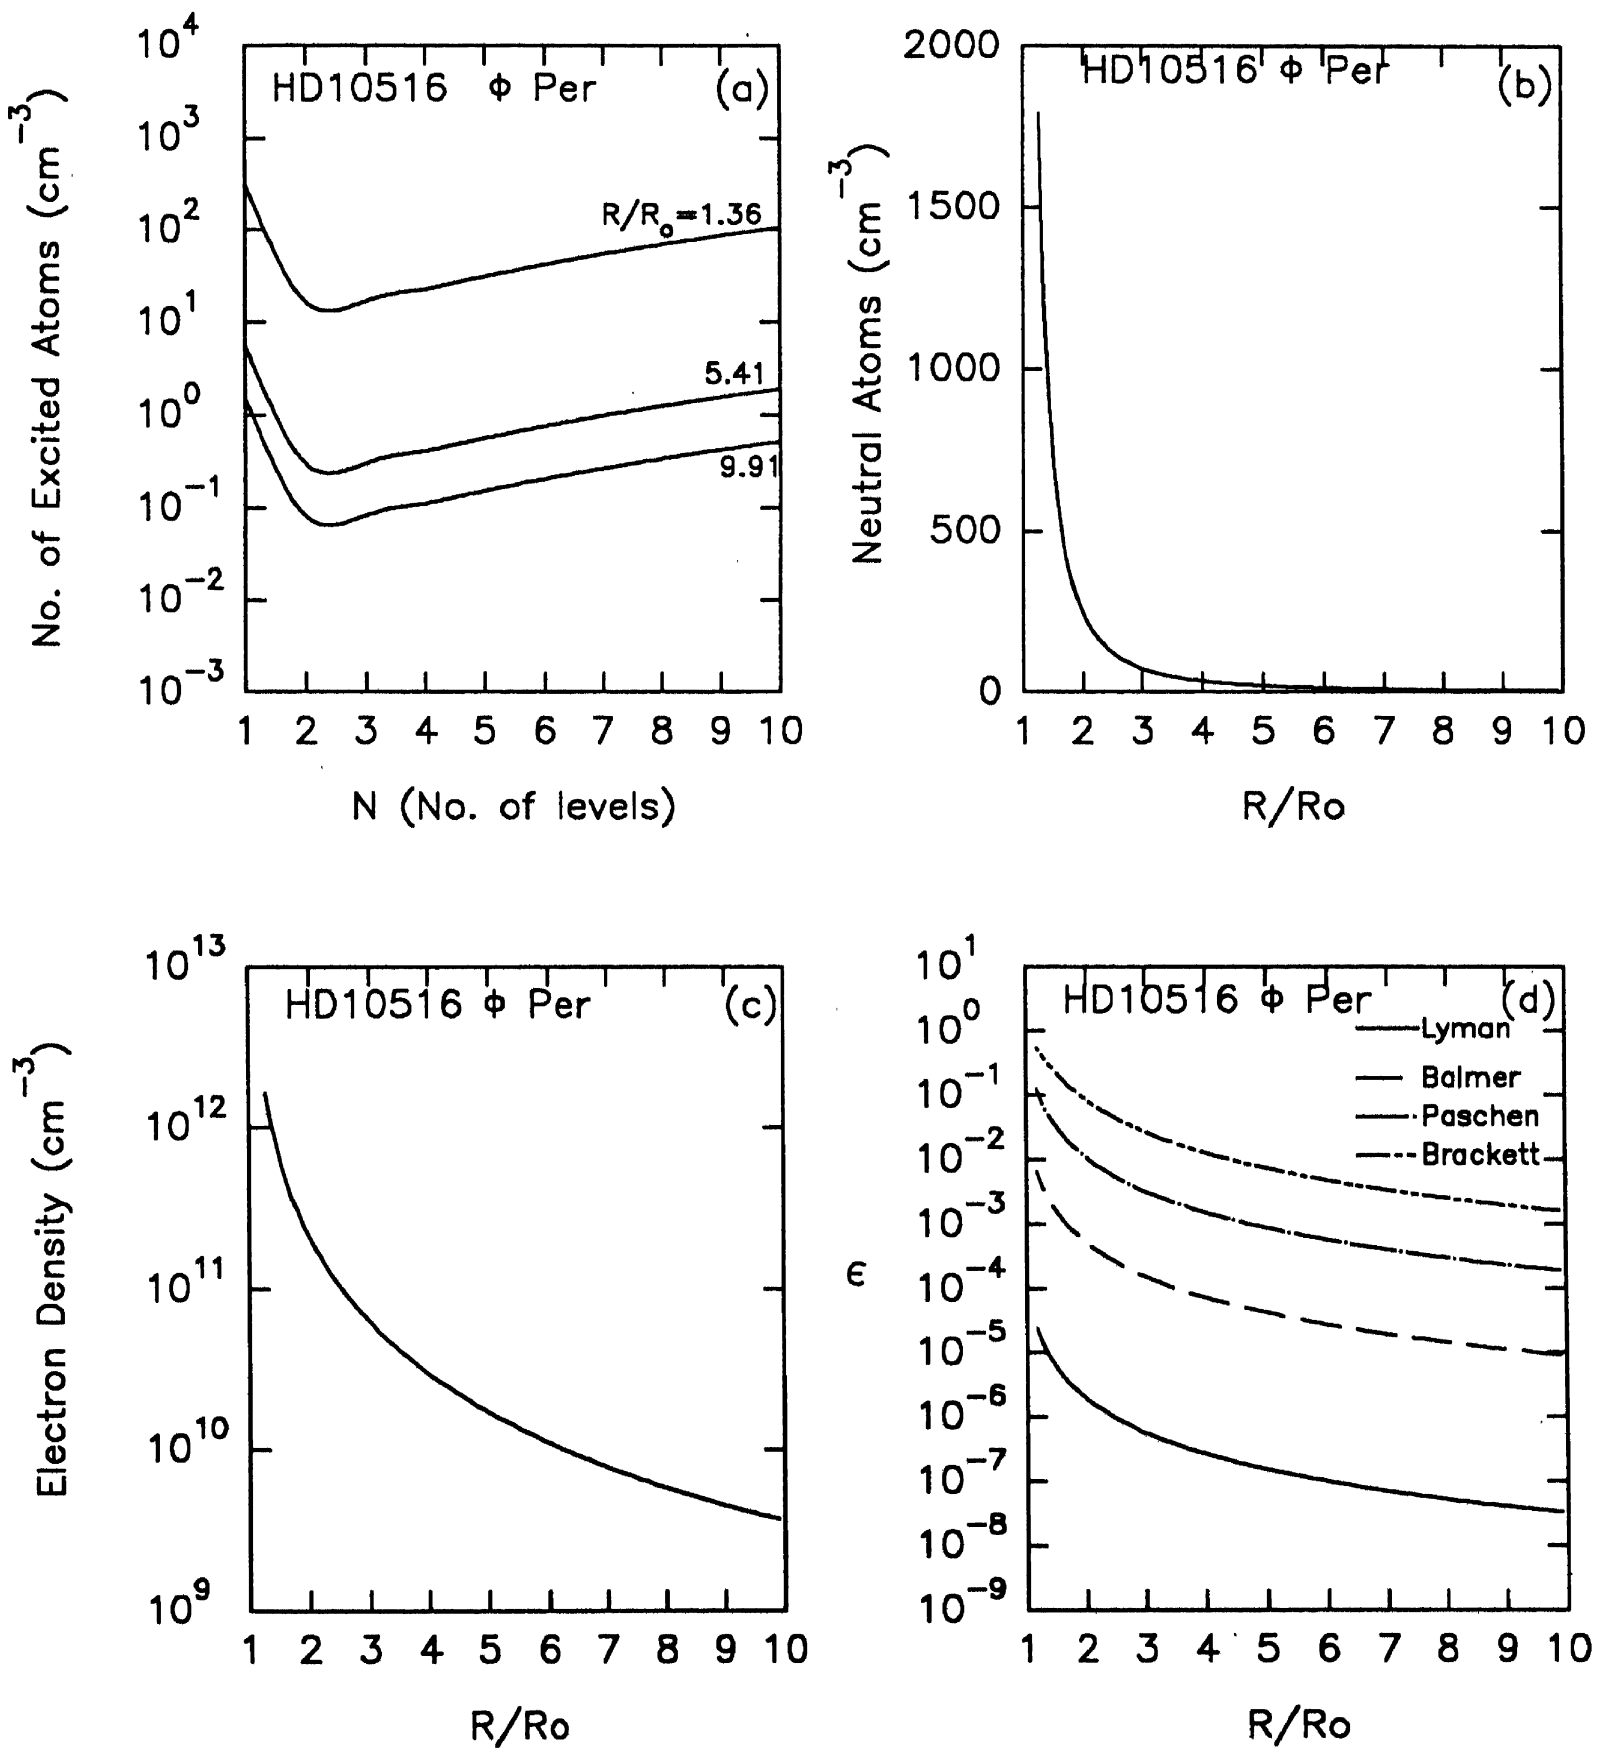 HD10516 Φ Per (a)
10^4
10^3
10^2
10^1
10^0
10^-1
10^-2
10^-3
No. of Excited Atoms (cm^-3)
R/R_o=1.36
5.41
9.91
1 2 3 4 5 6 7 8 9 10
N (No. of levels)
HD10516 Φ Per (b)
2000
1500
1000
500
0
Neutral Atoms (cm^-3)
1 2 3 4 5 6 7 8 9 10
R/Ro
HD10516 Φ Per (c)
10^13
10^12
10^11
10^10
10^9
Electron Density (cm^-3)
1 2 3 4 5 6 7 8 9 10
R/Ro
HD10516 Φ Per (d)
10^1
10^0
10^-1
10^-2
10^-3
10^-4
10^-5
10^-6
10^-7
10^-8
10^-9
ϵ
Lyman
Balmer
Paschen
Brackett
1 2 3 4 5 6 7 8 9 10
R/Ro